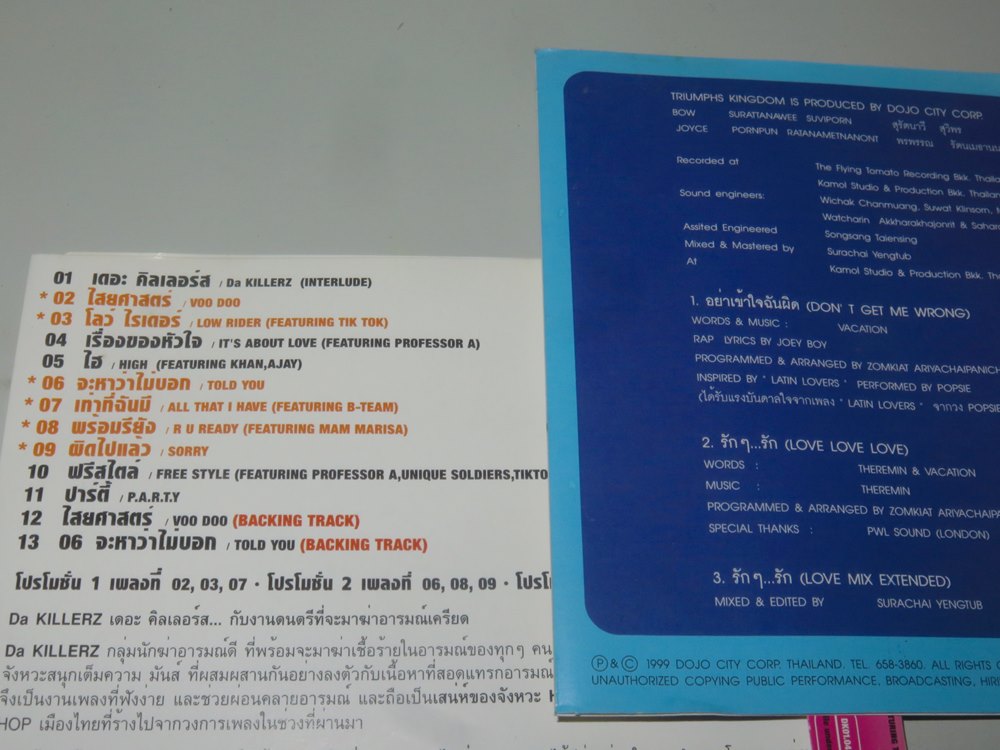 01 เดอะ คิลเลอร์ส / Da KILLERZ (INTERLUDE)
* 02 ไสยศาสตร์ / VOO DOO
* 03 โลว์ ไรเดอร์ / LOW RIDER (FEATURING TIK TOK)
04 เรื่องของหัวใจ / IT'S ABOUT LOVE (FEATURING PROFESSOR A)
05 ไฮ / HIGH (FEATURING KHAN,AJAY)
* 06 จะหาว่าไม่บอก / TOLD YOU
* 07 เท่าที่ฉันมี / ALL THAT I HAVE (FEATURING B-TEAM)
* 08 พร้อมรึยัง / R U READY (FEATURING MAM MARISA)
* 09 ผิดไปแล้ว / SORRY
10 ฟรีสไตล์ / FREE STYLE (FEATURING PROFESSOR A,UNIQUE SOLDIERS,TIKTO
11 ปาร์ตี้ / P.A.R.T.Y
12 ไสยศาสตร์ / VOO DOO (BACKING TRACK)
13 06 จะหาว่าไม่บอก / TOLD YOU (BACKING TRACK)
โปรโมชั่น 1 เพลงที่ 02, 03, 07 · โปรโมชั่น 2 เพลงที่ 06, 08, 09 ·
Da KILLERZ เดอะ คิลเลอร์ส... กับงานดนตรีที่จะมาฆ่าอารมณ์เครียด
Da KILLERZ กลุ่มนักฆ่าอารมณ์ดี ที่พร้อมจะมาฆ่าเชื้อร้ายในอารมณ์ของทุกๆ คน
จังหวะสนุกเต็มความ มันส์ ที่ผสมผสานกันอย่างลงตัวกับเนื้อหาที่สอดแทรกอารมณ์
จึงเป็นงานเพลงที่ฟังง่าย และช่วยผ่อนคลายอารมณ์ และถือเป็นเสน่ห์ของจังหวะ
HOP เมืองไทยที่ร้างไปจากวงการเพลงในช่วงที่ผ่านมา
TRIUMPHS KINGDOM IS PRODUCED BY DOJO CITY CORP.
BOW SURATTANAWEE SUVIPORN สุรัตนาวี สุวิพร
JOYCE PORNPUN RATANAMETNANONT พรพรรณ รัตนเมธานน
Recorded at The Flying Tomato Recording Bkk. Thailan
Kamol Studio & Production Bkk. Thailan
Sound engineers: Wichak Chanmuang, Suwat Klinsorn,
Watcharin Akkharakhajonrit & Sahara
Assited Engineered Songsang Taiensing
Mixed & Mastered by Surachai Yengtub
At Kamol Studio & Production Bkk. Tha
1. อย่าเข้าใจฉันผิด (DON' T GET ME WRONG)
WORDS & MUSIC : VACATION
RAP LYRICS BY JOEY BOY
PROGRAMMED & ARRANGED BY ZOMKIAT ARIYACHAIPANICH
INSPIRED BY " LATIN LOVERS " PERFORMED BY POPSIE
(ได้รับแรงบันดาลใจจากเพลง " LATIN LOVERS " จากวง POPSIE
2. รักๆ...รัก (LOVE LOVE LOVE)
WORDS : THEREMIN & VACATION
MUSIC : THEREMIN
PROGRAMMED & ARRANGED BY ZOMKIAT ARIYACHAIPA
SPECIAL THANKS : PWL SOUND (LONDON)
3. รักๆ...รัก (LOVE MIX EXTENDED)
MIXED & EDITED BY SURACHAI YENGTUB
℗&© 1999 DOJO CITY CORP. THAILAND. TEL. 658-3860. ALL RIGHTS
UNAUTHORIZED COPYING PUBLIC PERFORMANCE, BROADCASTING, HIRI